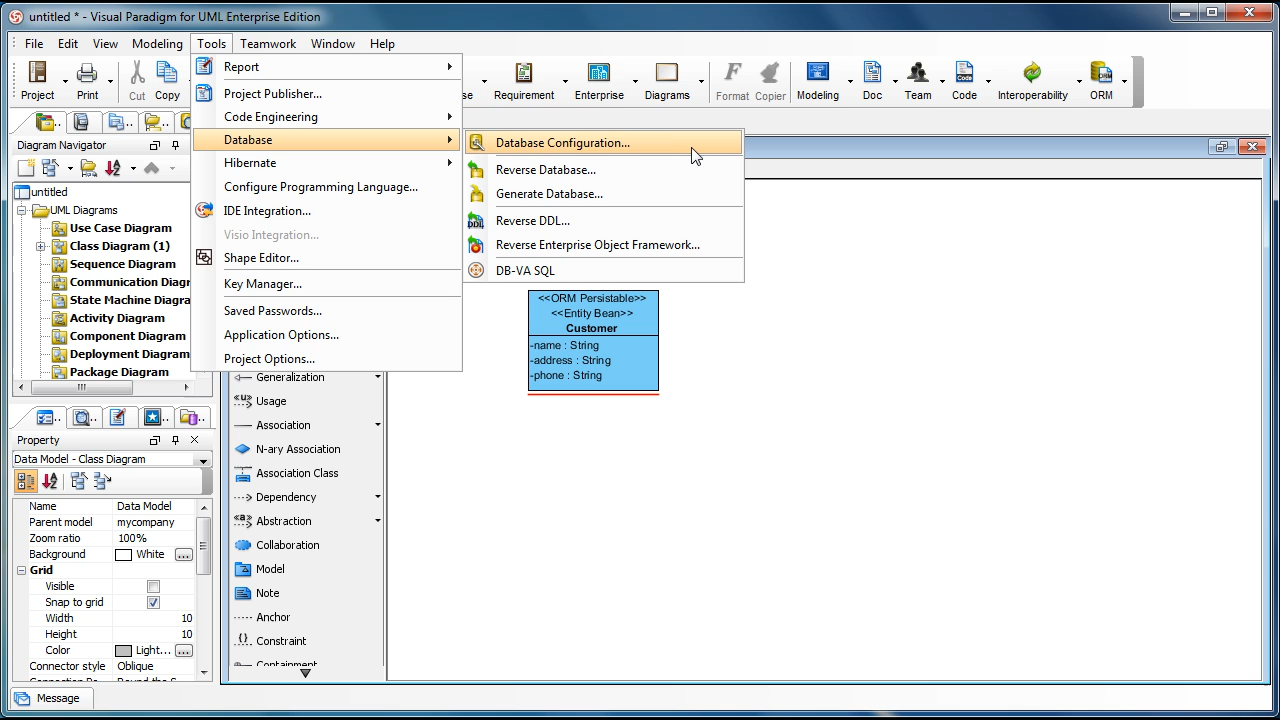 untitled * - Visual Paradigm for UML Enterprise Edition
File Edit View Modeling Tools Teamwork Window Help
Project Print Cut Copy Requirement Enterprise Diagrams Format Copier Modeling Doc Team Code Interoperability ORM
Report
Project Publisher...
Code Engineering
Database
Hibernate
Configure Programming Language...
IDE Integration...
Visio Integration...
Shape Editor...
Key Manager...
Saved Passwords...
Application Options...
Project Options...
Database Configuration...
Reverse Database...
Generate Database...
Reverse DDL...
Reverse Enterprise Object Framework...
DB-VA SQL
Diagram Navigator
untitled
UML Diagrams
Use Case Diagram
Class Diagram (1)
Sequence Diagram
Communication Diagr
State Machine Diagra
Activity Diagram
Component Diagram
Deployment Diagram
Package Diagram
<<ORM Persistable>>
<<Entity Bean>>
Customer
-name : String
-address : String
-phone : String
Generalization
Usage
Association
N-ary Association
Association Class
Dependency
Abstraction
Collaboration
Model
Note
Anchor
Constraint
Containment
Property
Data Model - Class Diagram
Name Data Model
Parent model mycompany
Zoom ratio 100%
Background White ...
Grid
Visible
Snap to grid
Width 10
Height 10
Color Light... ...
Connector style Oblique
Message